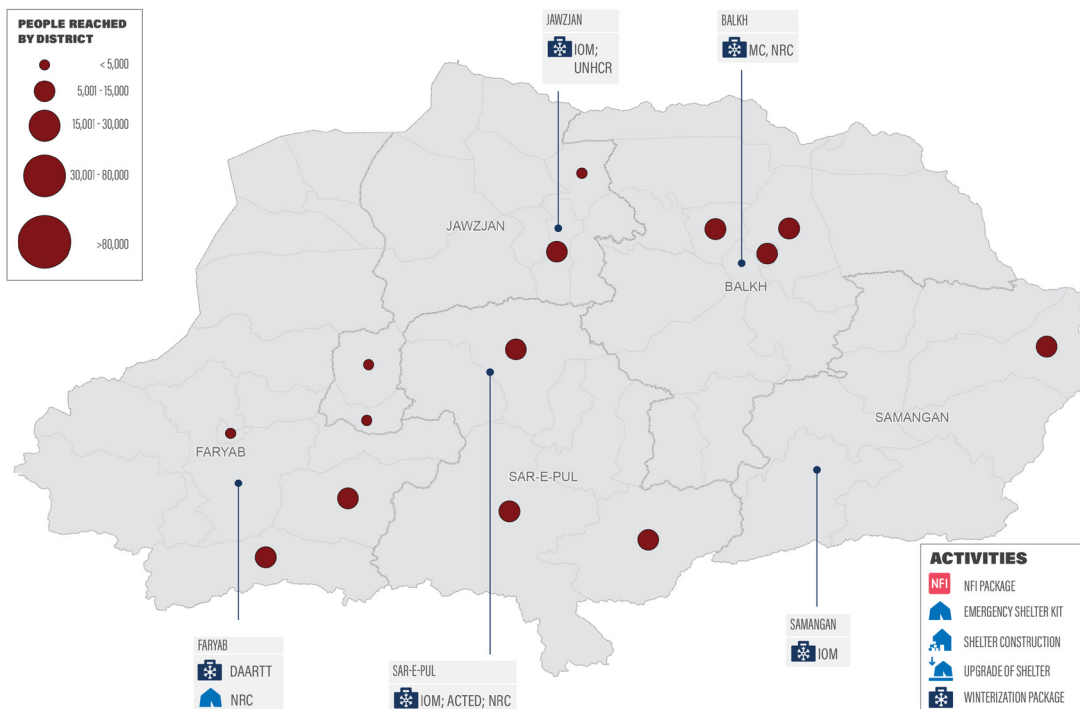 PEOPLE REACHED
BY DISTRICT
< 5,000
5,001 - 15,000
15,001 - 30,000
30,001 - 80,000
>80,000
JAWZJAN
IOM;
UNHCR
BALKH
MC, NRC
JAWZJAN
BALKH
SAMANGAN
FARYAB
SAR-E-PUL
FARYAB
DAARTT
NRC
SAR-E-PUL
IOM; ACTED; NRC
SAMANGAN
IOM
ACTIVITIES
NFI NFI PACKAGE
EMERGENCY SHELTER KIT
SHELTER CONSTRUCTION
UPGRADE OF SHELTER
WINTERIZATION PACKAGE